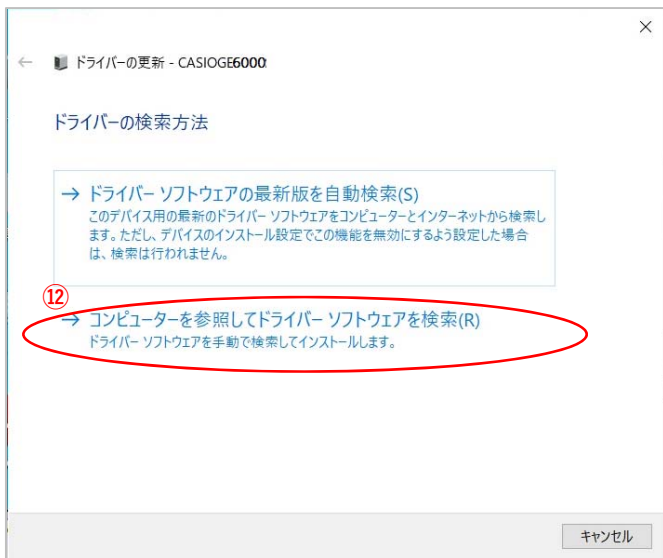 ×
← ドライバーの更新 - CASIOGE6000
ドライバーの検索方法
→ ドライバー ソフトウェアの最新版を自動検索(S)
このデバイス用の最新のドライバー ソフトウェアをコンピューターとインターネットから検索し
ます。ただし、デバイスのインストール設定でこの機能を無効にするよう設定した場合
は、検索は行われません。
⑫
→ コンピューターを参照してドライバー ソフトウェアを検索(R)
ドライバー ソフトウェアを手動で検索してインストールします。
キャンセル